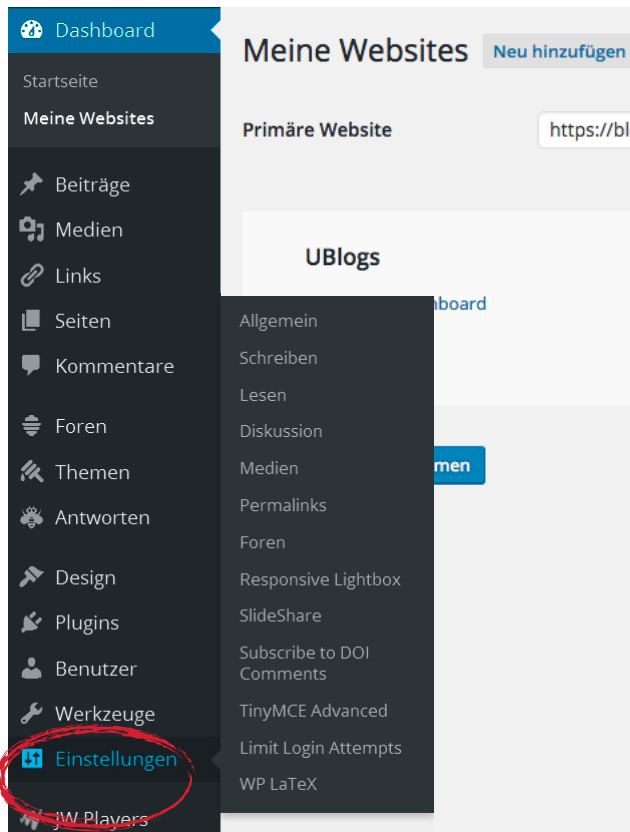 Dashboard
Startseite
Meine Websites
Beiträge
Medien
Links
Seiten
Kommentare
Foren
Themen
Antworten
Design
Plugins
Benutzer
Werkzeuge
Einstellungen
JW Players
Allgemein
Schreiben
Lesen
Diskussion
Medien
Permalinks
Foren
Responsive Lightbox
SlideShare
Subscribe to DOI
Comments
TinyMCE Advanced
Limit Login Attempts
WP LaTeX
Meine Websites Neu hinzufügen
Primäre Website https://bl
UBlogs
board
men